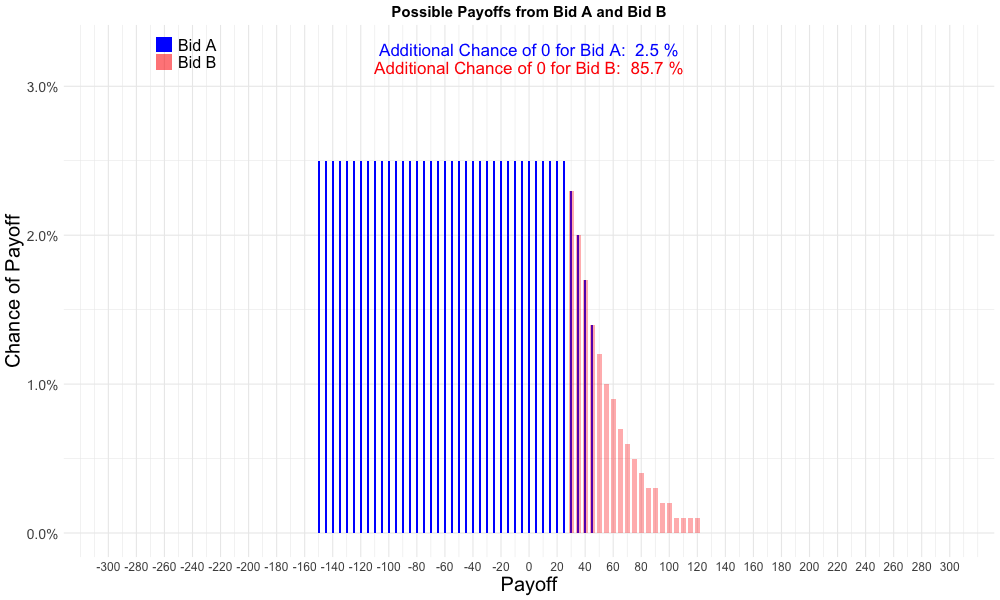 Possible Payoffs from Bid A and Bid B
Bid A
Bid B
Additional Chance of 0 for Bid A:  2.5 %
Additional Chance of 0 for Bid B:  85.7 %
Chance of Payoff
3.0%
2.0%
1.0%
0.0%
-300 -280 -260 -240 -220 -200 -180 -160 -140 -120 -100 -80 -60 -40 -20 0 20 40 60 80 100 120 140 160 180 200 220 240 260 280 300
Payoff